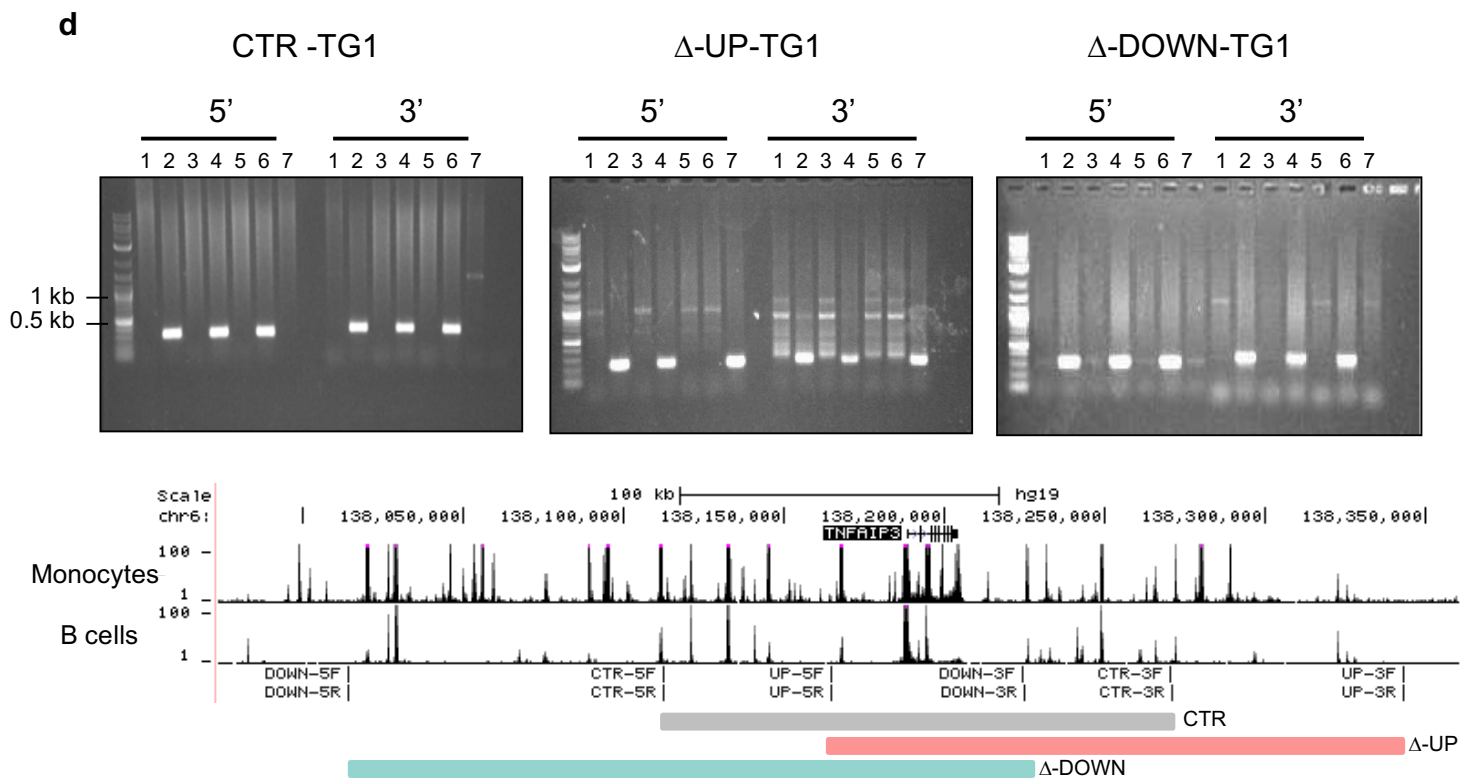 d
CTR -TG1 Δ-UP-TG1 Δ-DOWN-TG1
5’ 3’ 5’ 3’ 5’ 3’
1 2 3 4 5 6 7 1 2 3 4 5 6 7 1 2 3 4 5 6 7 1 2 3 4 5 6 7 1 2 3 4 5 6 7 1 2 3 4 5 6 7
1 kb
0.5 kb
Scale 100 kb hg19
chr6: 138,050,000 138,100,000 138,150,000 138,200,000 138,250,000 138,300,000 138,350,000
TNFAIP3
100
Monocytes
1
100
B cells
1
DOWN-5F CTR-5F UP-5F DOWN-3F CTR-3F UP-3F
DOWN-5R CTR-5R UP-5R DOWN-3R CTR-3R UP-3R
CTR
Δ-UP
Δ-DOWN